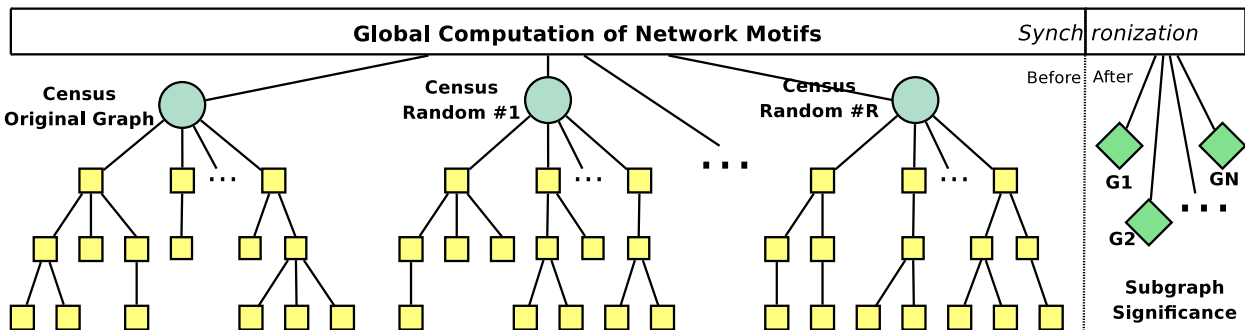 Global Computation of Network Motifs
Synchronization
Before
After
Census
Original Graph
Census
Random #1
Census
Random #R
...
...
...
...
G1
GN
...
G2
Subgraph
Significance